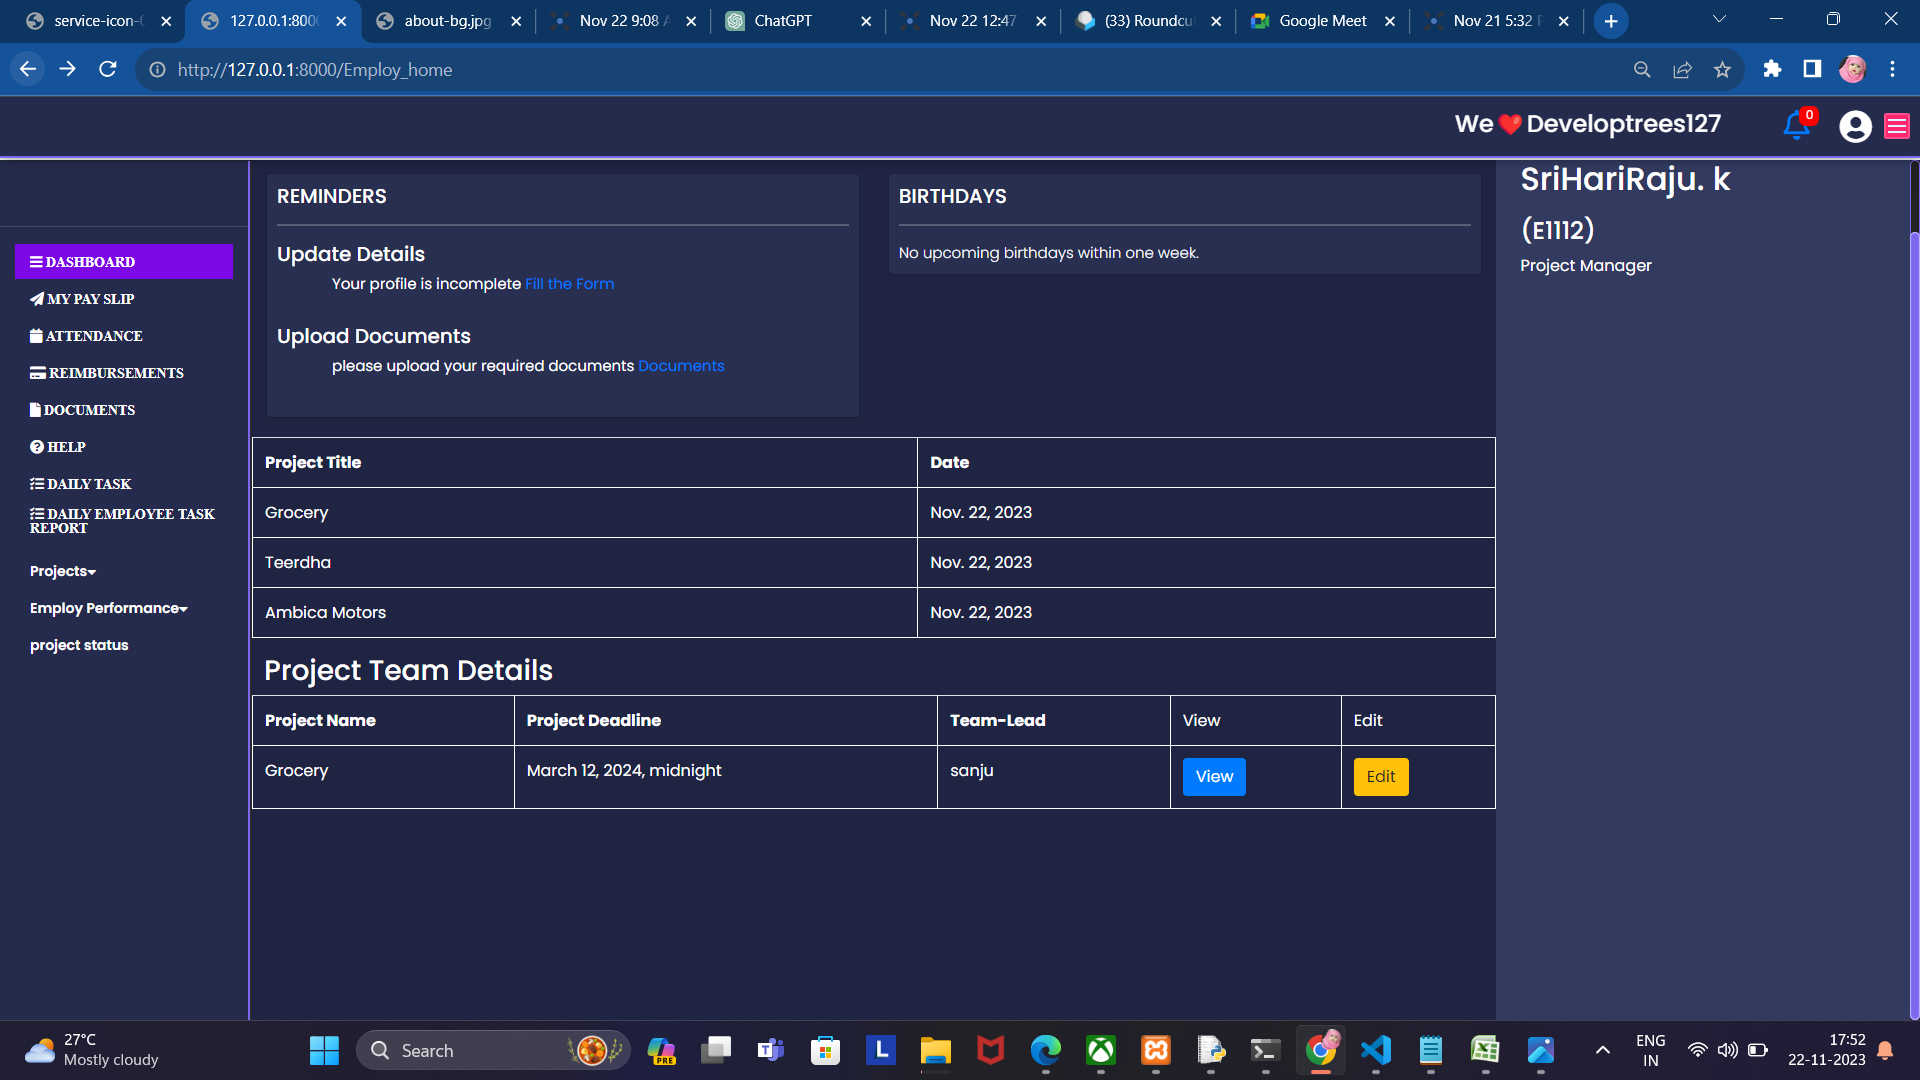 service-icon-
127.0.0.1:800
about-bg.jpg
Nov 22 9:08
ChatGPT
Nov 22 12:47
(33) Roundcu
Google Meet
Nov 21 5:32
http://127.0.0.1:8000/Employ_home
We ❤️ Developtrees127
0
DASHBOARD
MY PAY SLIP
ATTENDANCE
REIMBURSEMENTS
DOCUMENTS
HELP
DAILY TASK
DAILY EMPLOYEE TASK
REPORT
Projects
Employ Performance
project status
REMINDERS
Update Details
Your profile is incomplete Fill the Form
Upload Documents
please upload your required documents Documents
BIRTHDAYS
No upcoming birthdays within one week.
SriHariRaju. k
(E1112)
Project Manager
Project Title Date
Grocery Nov. 22, 2023
Teerdha Nov. 22, 2023
Ambica Motors Nov. 22, 2023
Project Team Details
Project Name Project Deadline Team-Lead View Edit
Grocery March 12, 2024, midnight sanju View Edit
27°C
Mostly cloudy
Search
PRE
L
ENG
IN
17:52
22-11-2023